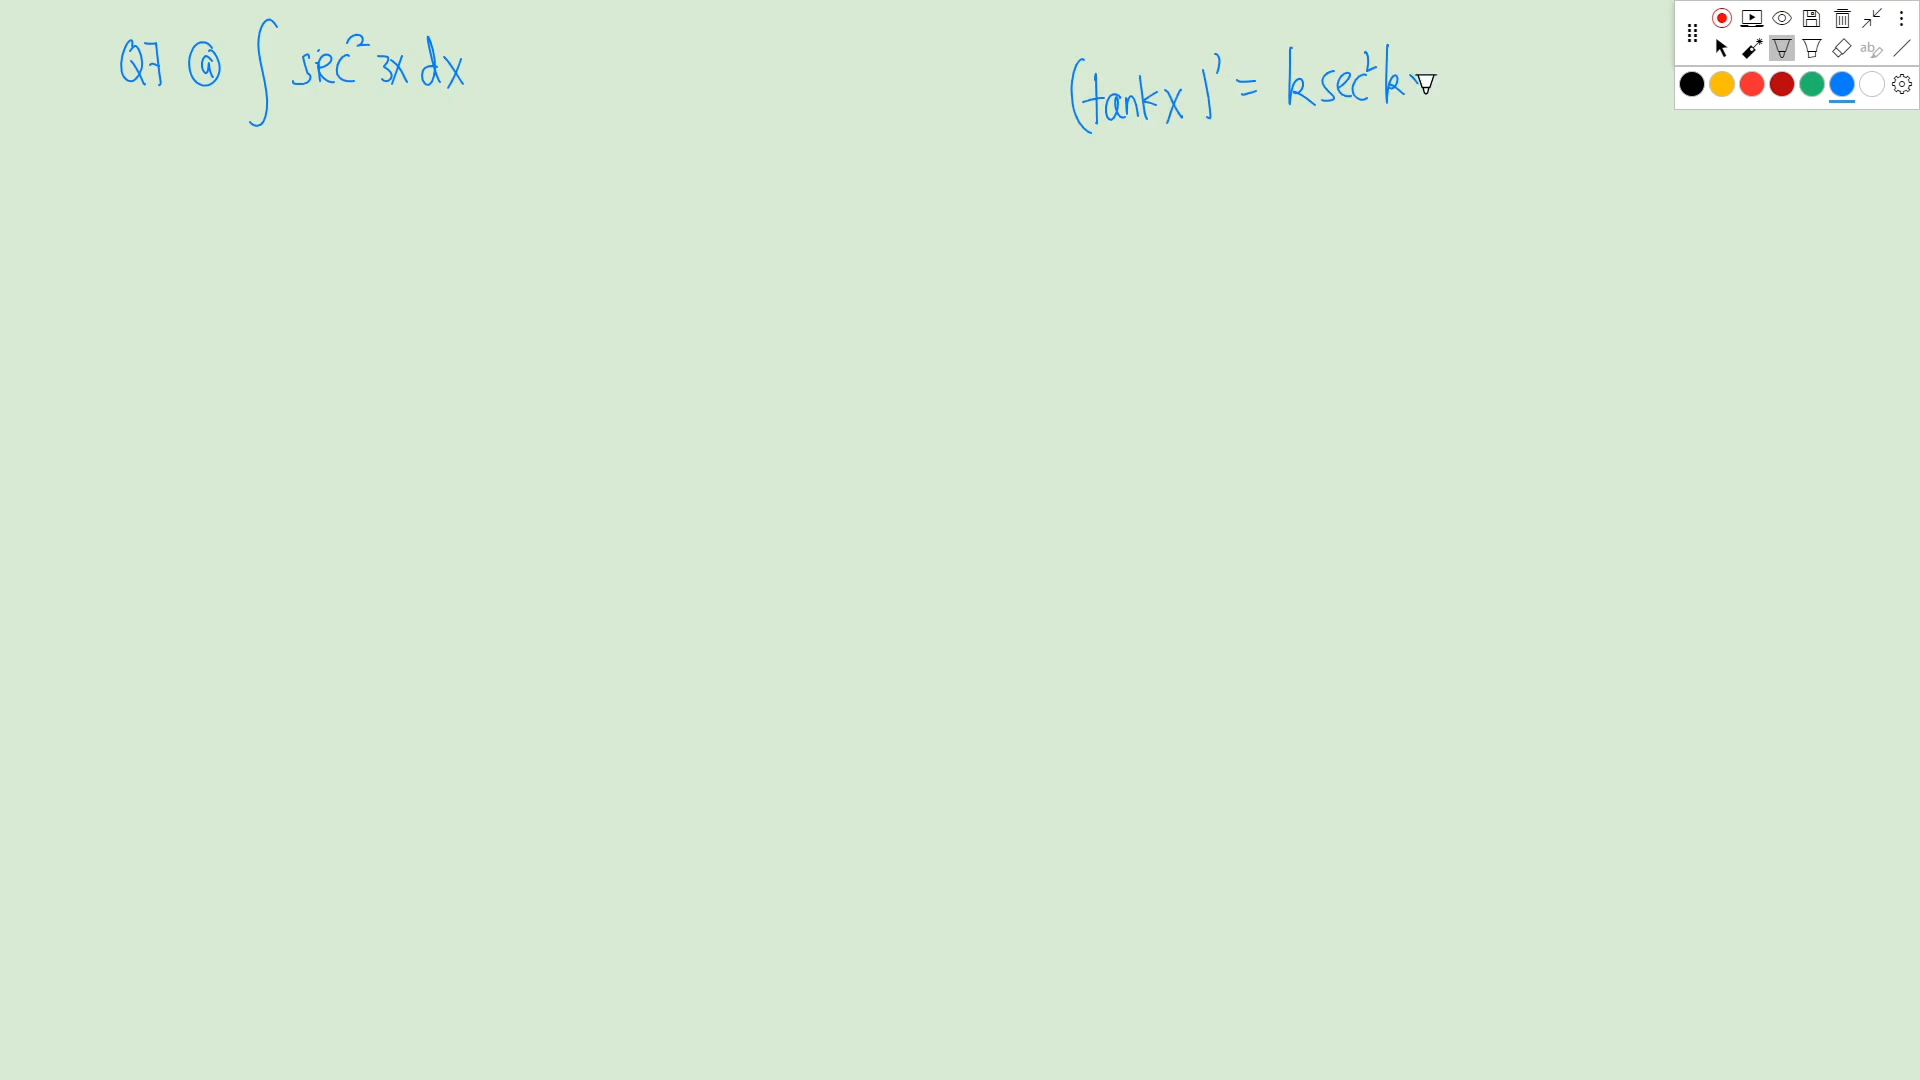 Q7 ⓐ ∫ sec² 3x dx
(tan kx)' = k sec² kx